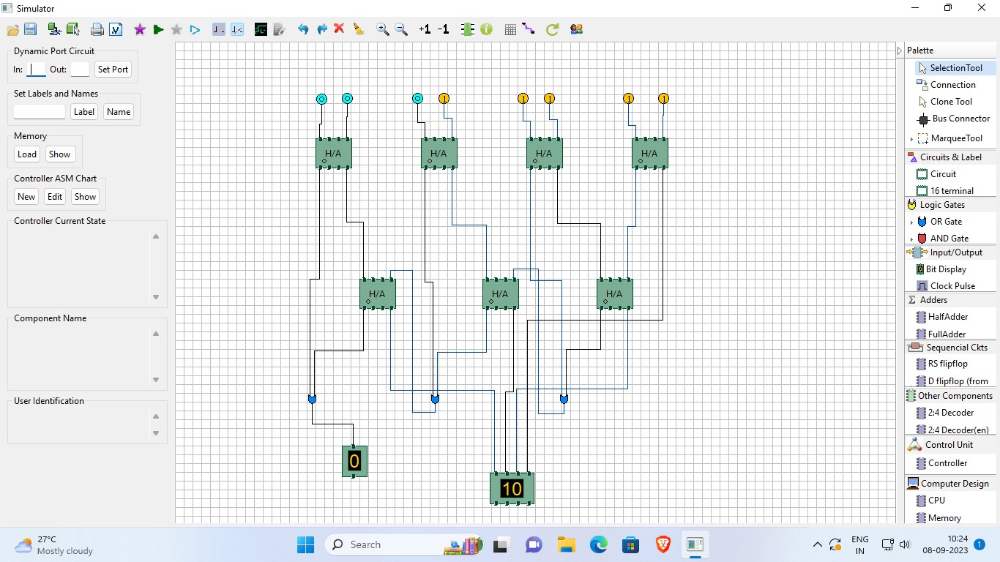 Simulator
+1 -1
Dynamic Port Circuit
In: Out: Set Port
Set Labels and Names
Label Name
Memory
Load Show
Controller ASM Chart
New Edit Show
Controller Current State
Component Name
User Identification
1 1 1 1 1
H/A H/A H/A H/A
H/A H/A H/A
0
10
Palette
SelectionTool
Connection
Clone Tool
Bus Connector
MarqueeTool
Circuits & Label
Circuit
16 terminal
Logic Gates
OR Gate
AND Gate
Input/Output
Bit Display
Clock Pulse
Σ Adders
HalfAdder
FullAdder
Sequencial Ckts
RS flipflop
D flipflop (from
Other Components
2:4 Decoder
2:4 Decoder(en)
Control Unit
Controller
Computer Design
CPU
Memory
27°C
Mostly cloudy
Search
ENG
IN
10:24
08-09-2023
1